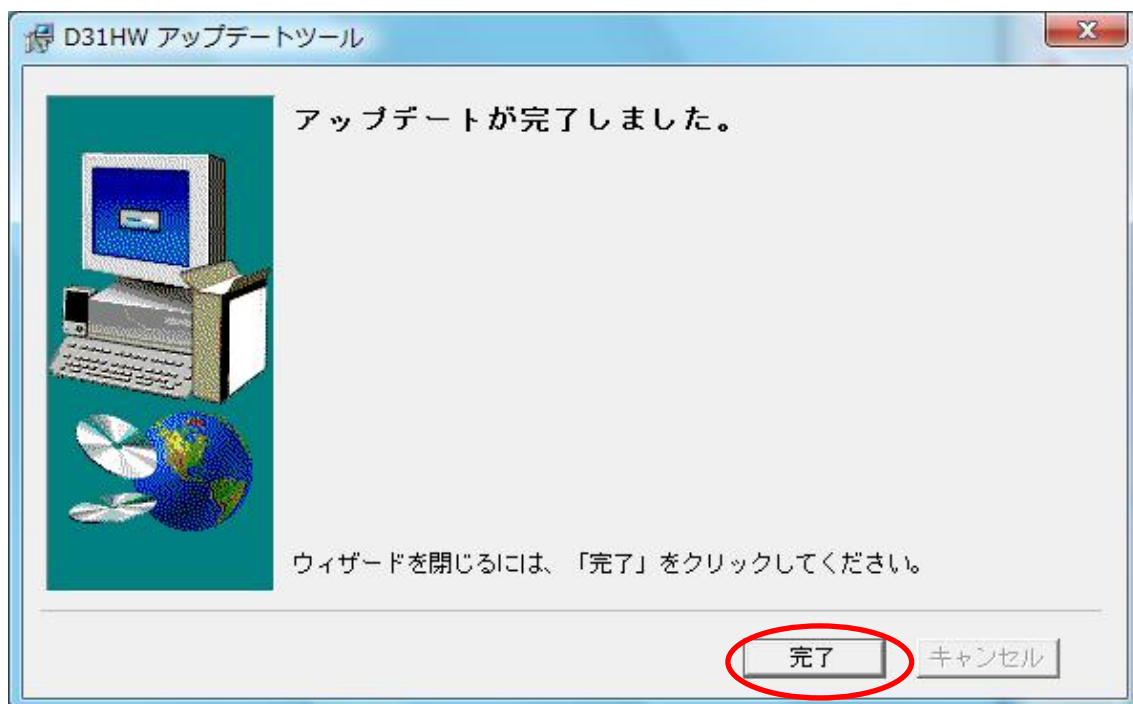 D31HW アップデートツール
アップデートが完了しました。
ウィザードを閉じるには、「完了」をクリックしてください。
完了
キャンセル